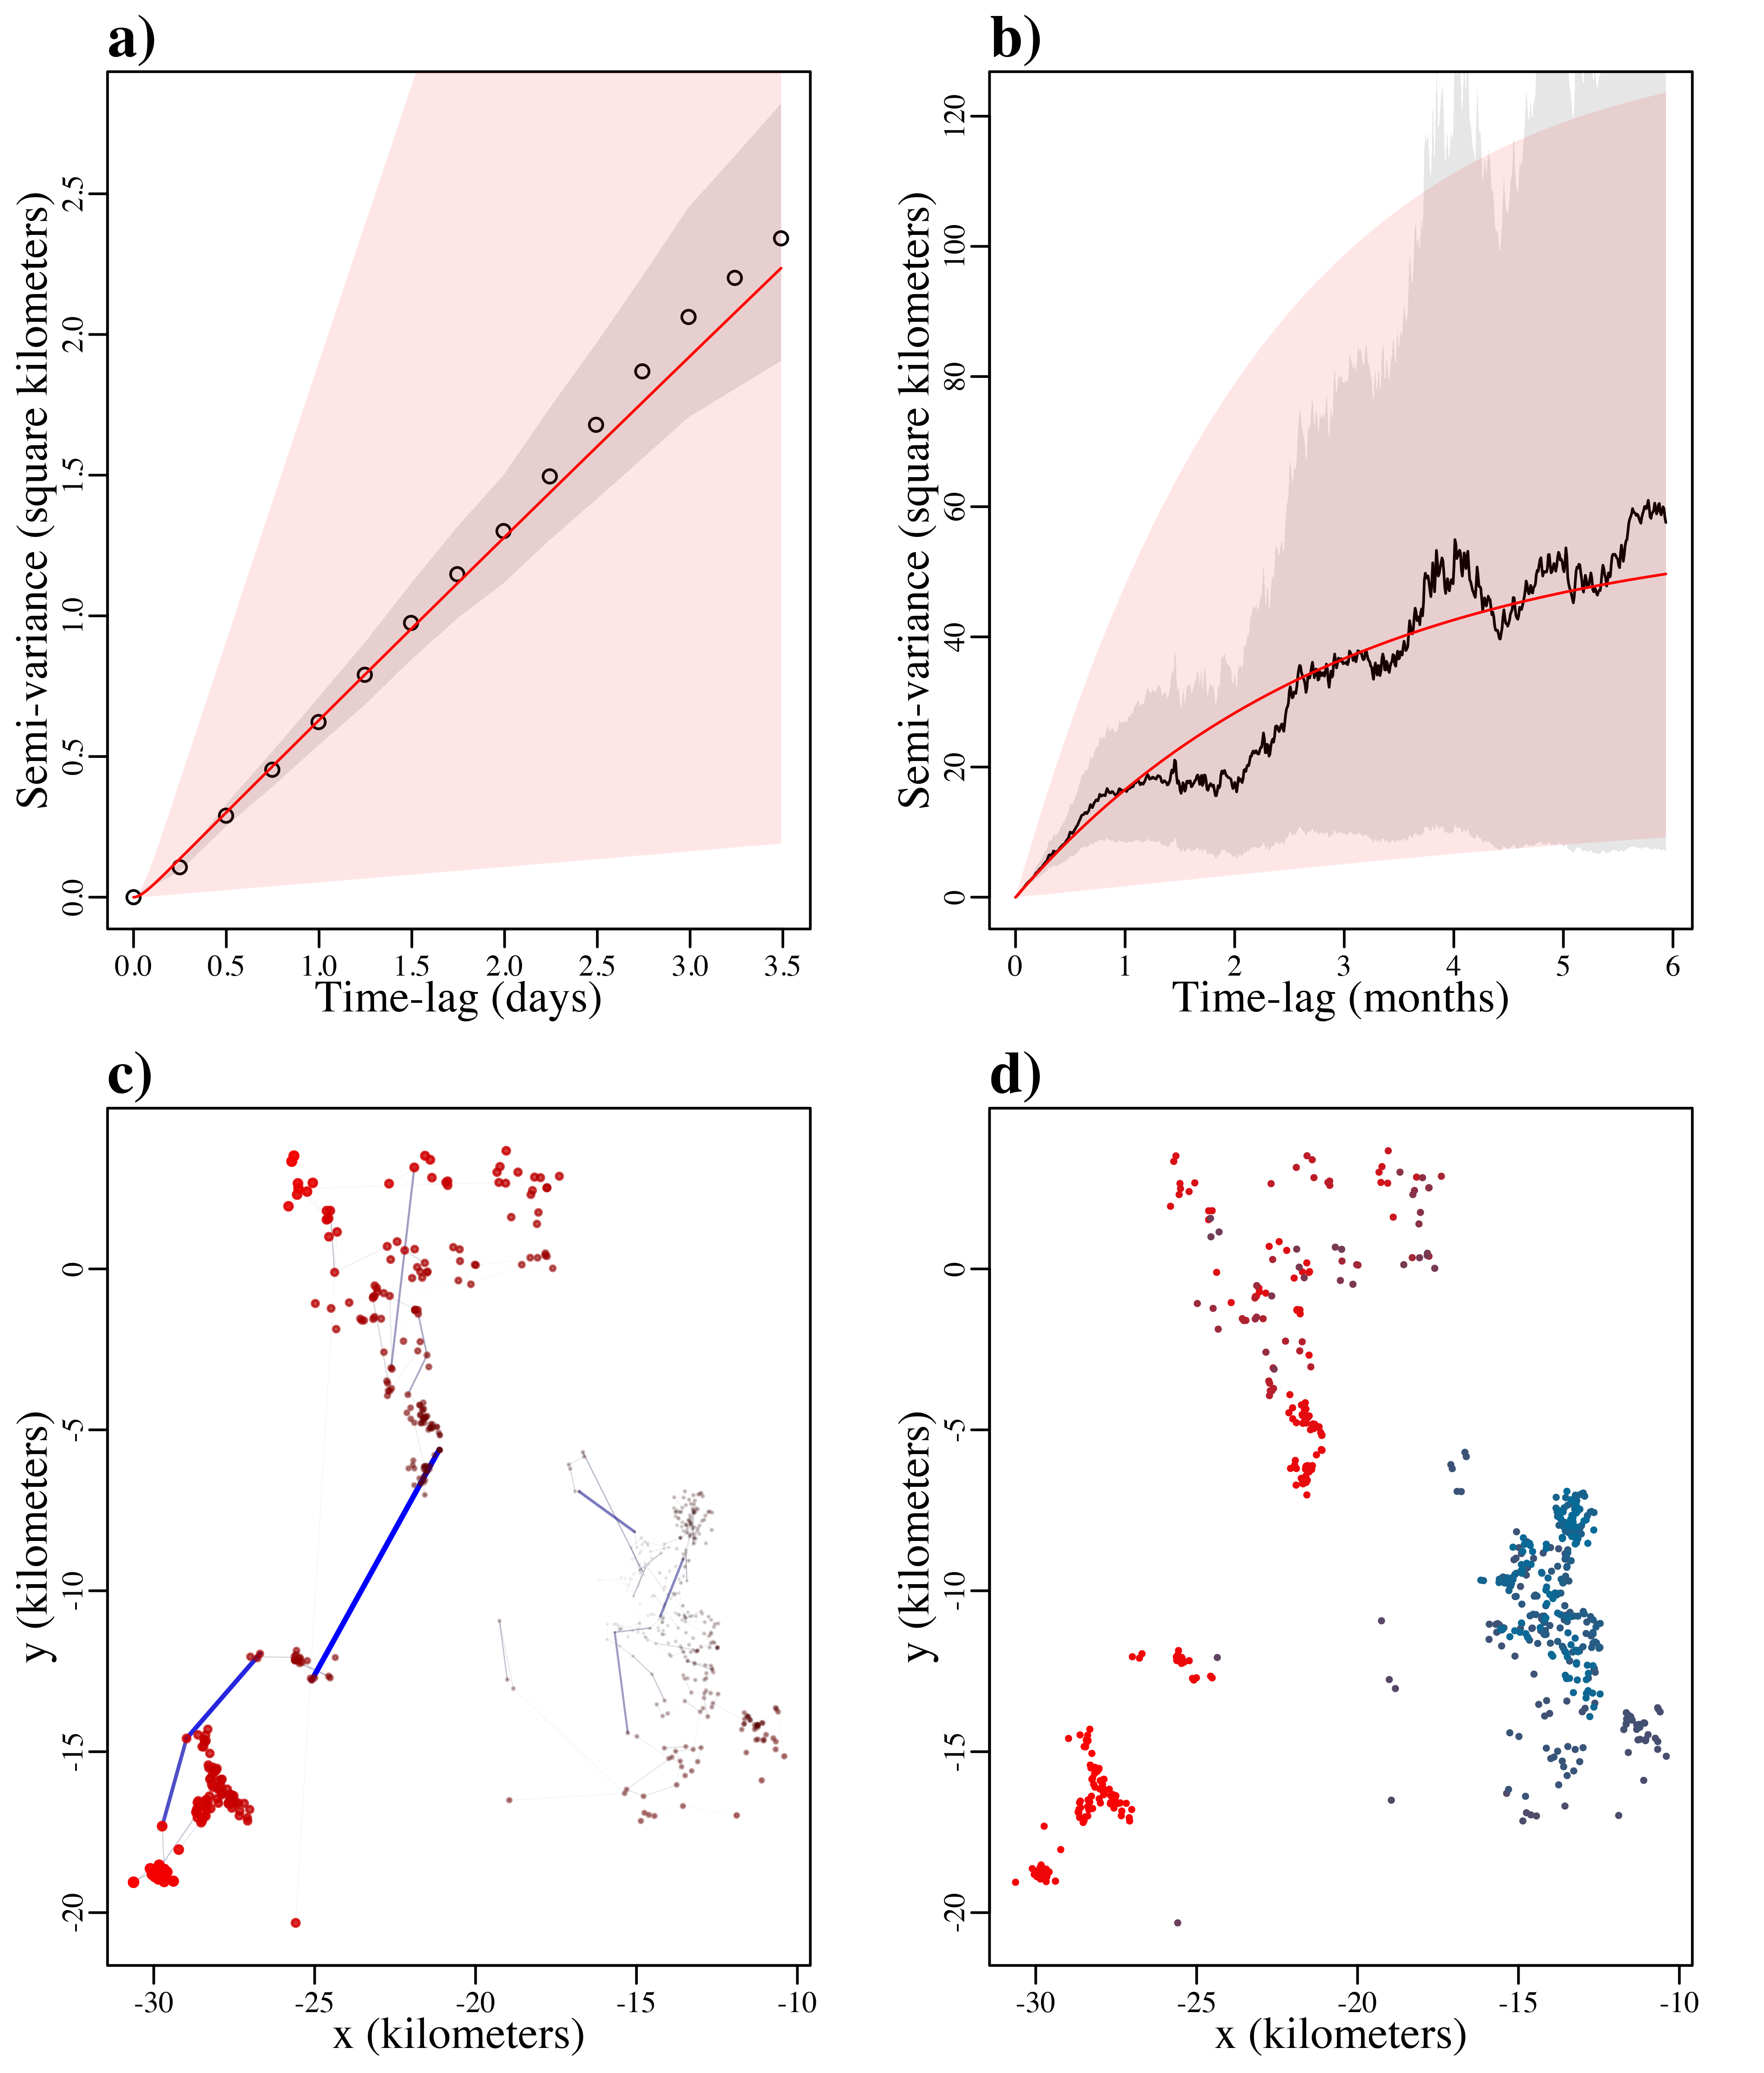 a)
Semi-variance (square kilometers)
0.0 0.5 1.0 1.5 2.0 2.5
0.0 0.5 1.0 1.5 2.0 2.5 3.0 3.5
Time-lag (days)
b)
Semi-variance (square kilometers)
0 20 40 60 80 100 120
0 1 2 3 4 5 6
Time-lag (months)
c)
y (kilometers)
-20 -15 -10 -5 0
-30 -25 -20 -15 -10
x (kilometers)
d)
y (kilometers)
-20 -15 -10 -5 0
-30 -25 -20 -15 -10
x (kilometers)